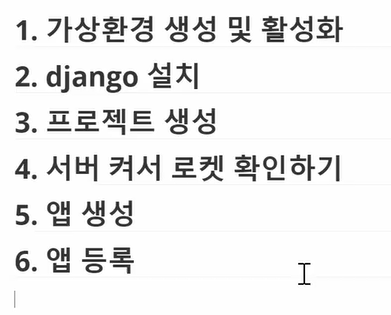 1. 가상환경 생성 및 활성화
2. django 설치
3. 프로젝트 생성
4. 서버 켜서 로켓 확인하기
5. 앱 생성
6. 앱 등록